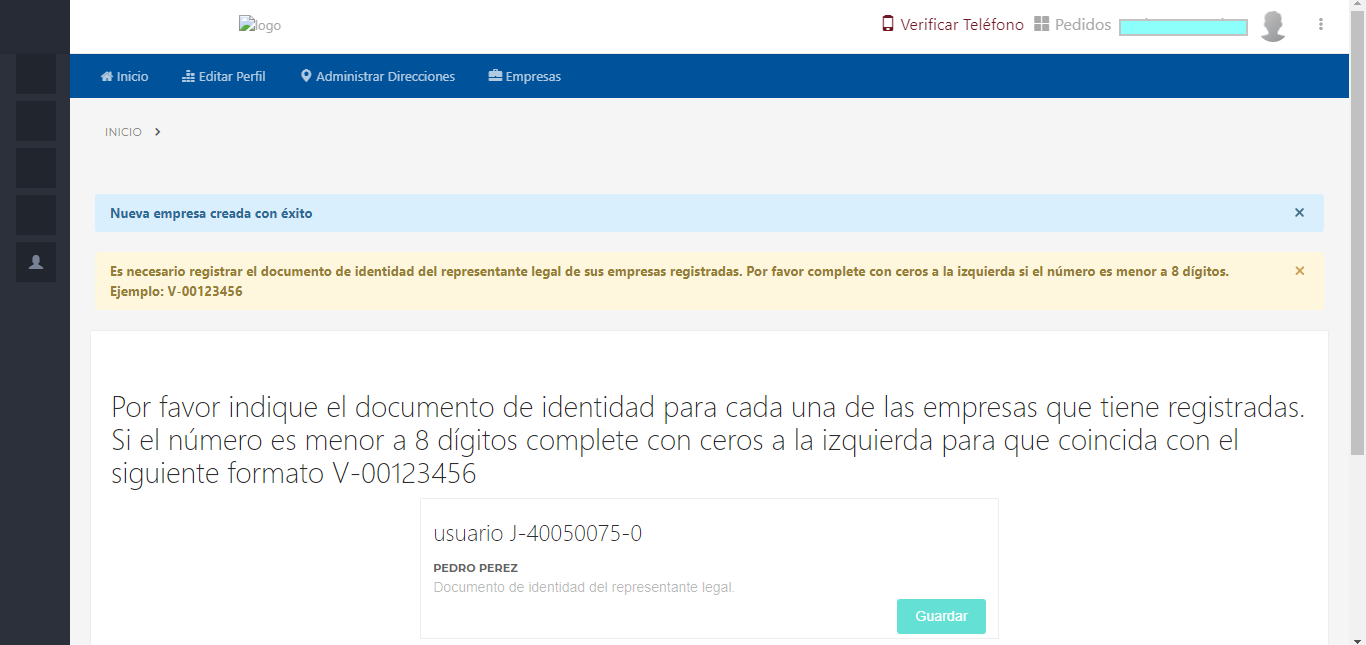 logo
Verificar Teléfono
Pedidos
Inicio
Editar Perfil
Administrar Direcciones
Empresas
INICIO
Nueva empresa creada con éxito
Es necesario registrar el documento de identidad del representante legal de sus empresas registradas. Por favor complete con ceros a la izquierda si el número es menor a 8 dígitos.
Ejemplo: V-00123456
Por favor indique el documento de identidad para cada una de las empresas que tiene registradas.
Si el número es menor a 8 dígitos complete con ceros a la izquierda para que coincida con el
siguiente formato V-00123456
usuario J-40050075-0
PEDRO PEREZ
Documento de identidad del representante legal.
Guardar